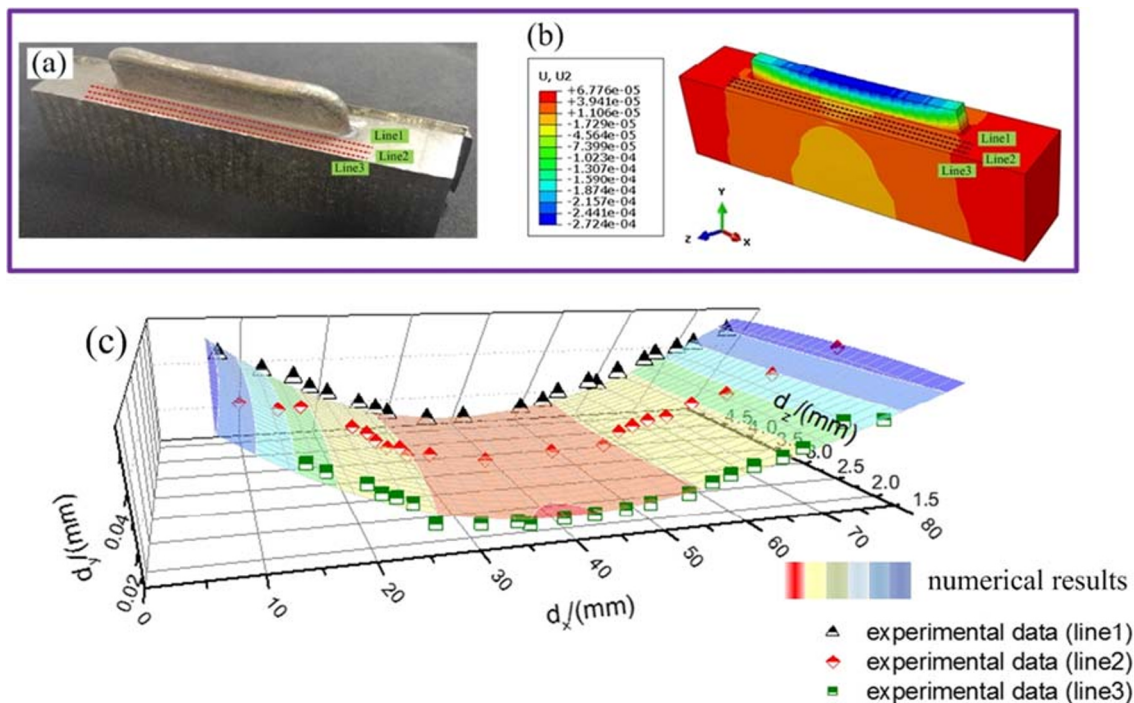 (a)
Line1
Line2
Line3
(b)
U, U2
+6.776e-05
+3.941e-05
+1.106e-05
-1.729e-05
-4.564e-05
-7.399e-05
-1.023e-04
-1.307e-04
-1.590e-04
-1.874e-04
-2.157e-04
-2.441e-04
-2.724e-04
Y
Z
X
Line1
Line2
Line3
(c)
dy/(mm)
0.04
0.02
0
10
20
30
40
50
60
70
80
dx/(mm)
dz/(mm)
4.5
4.0
3.5
3.0
2.5
2.0
1.5
numerical results
experimental data (line1)
experimental data (line2)
experimental data (line3)